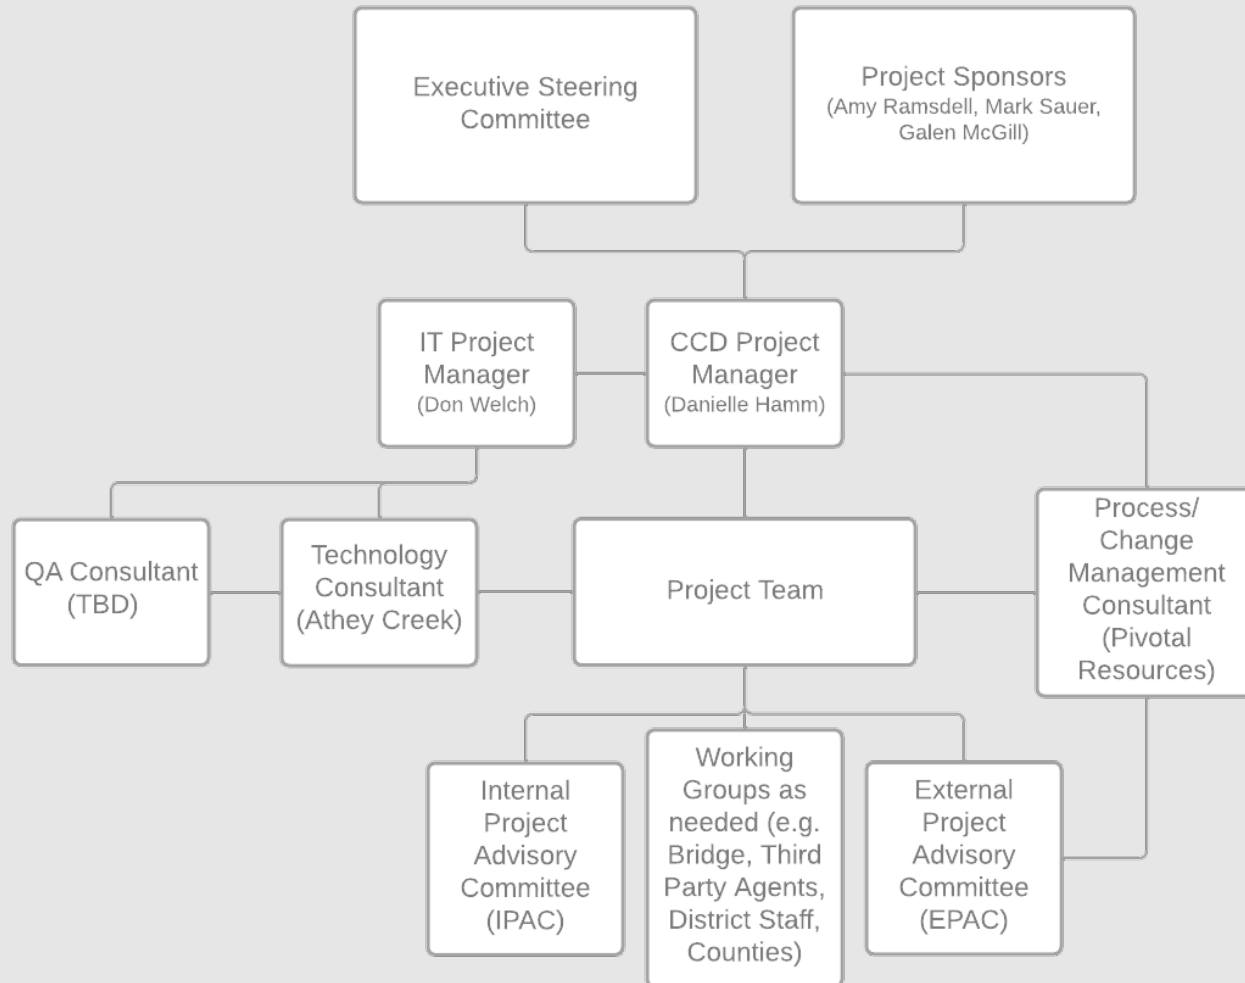 Executive Steering
Committee
Project Sponsors
(Amy Ramsdell, Mark Sauer,
Galen McGill)
IT Project
Manager
(Don Welch)
CCD Project
Manager
(Danielle Hamm)
QA Consultant
(TBD)
Technology
Consultant
(Athey Creek)
Project Team
Process/
Change
Management
Consultant
(Pivotal
Resources)
Internal
Project
Advisory
Committee
(IPAC)
Working
Groups as
needed (e.g.
Bridge, Third
Party Agents,
District Staff,
Counties)
External
Project
Advisory
Committee
(EPAC)